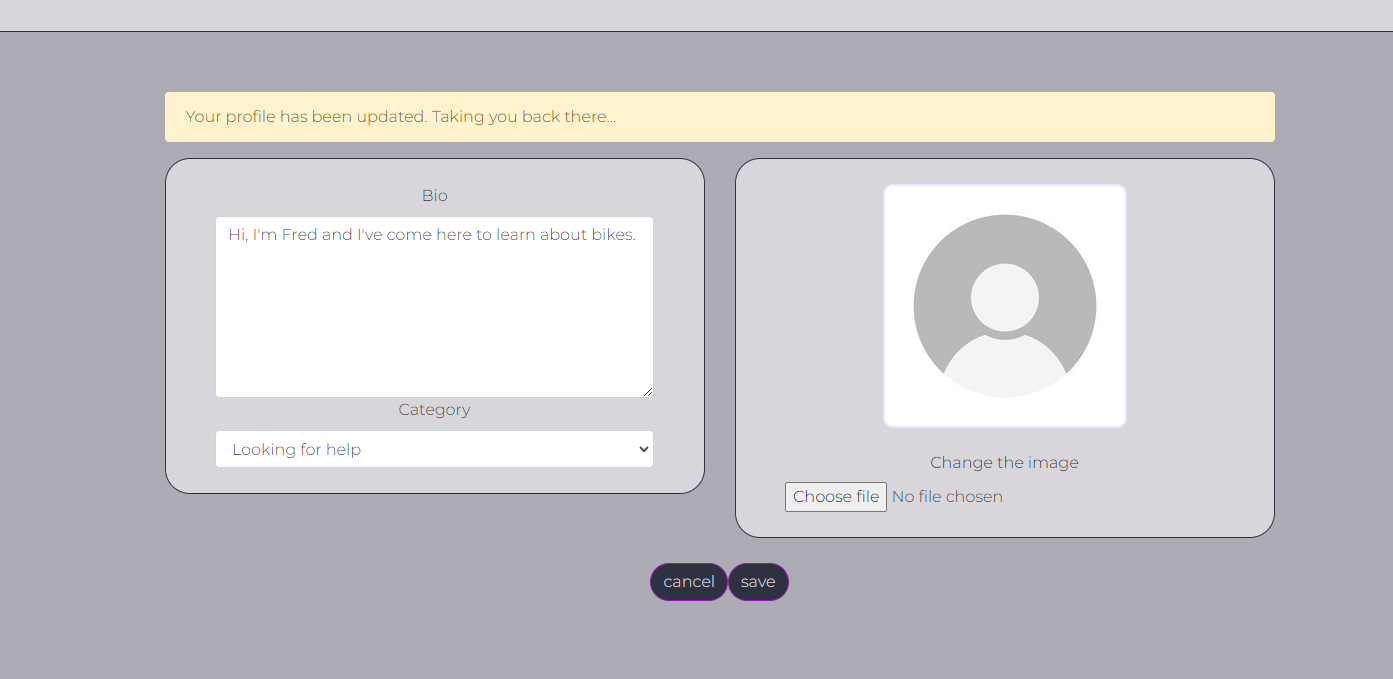 Your profile has been updated. Taking you back there...
Bio
Hi, I'm Fred and I've come here to learn about bikes.
Category
Looking for help
Change the image
Choose file No file chosen
cancel save